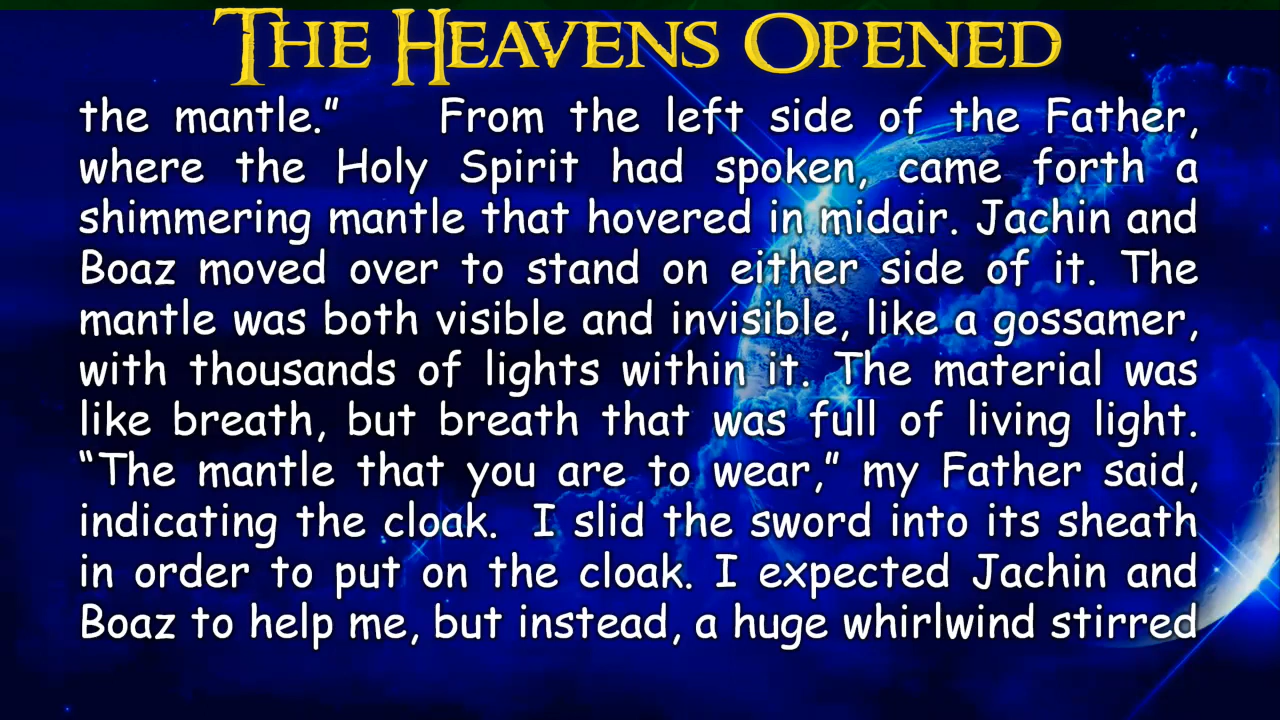 THE HEAVENS OPENED
the mantle.” From the left side of the Father,
where the Holy Spirit had spoken, came forth a
shimmering mantle that hovered in midair. Jachin and
Boaz moved over to stand on either side of it. The
mantle was both visible and invisible, like a gossamer,
with thousands of lights within it. The material was
like breath, but breath that was full of living light.
“The mantle that you are to wear,” my Father said,
indicating the cloak. I slid the sword into its sheath
in order to put on the cloak. I expected Jachin and
Boaz to help me, but instead, a huge whirlwind stirred